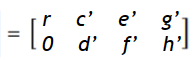 = [r c’ e’ g’
0 d’ f’ h’]